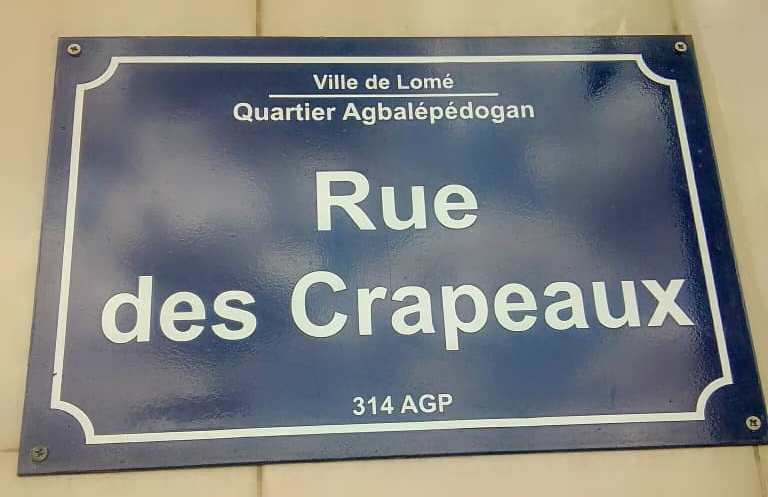 Ville de Lomé
Quartier Agbalépédogan
Rue
des Crapeaux
314 AGP